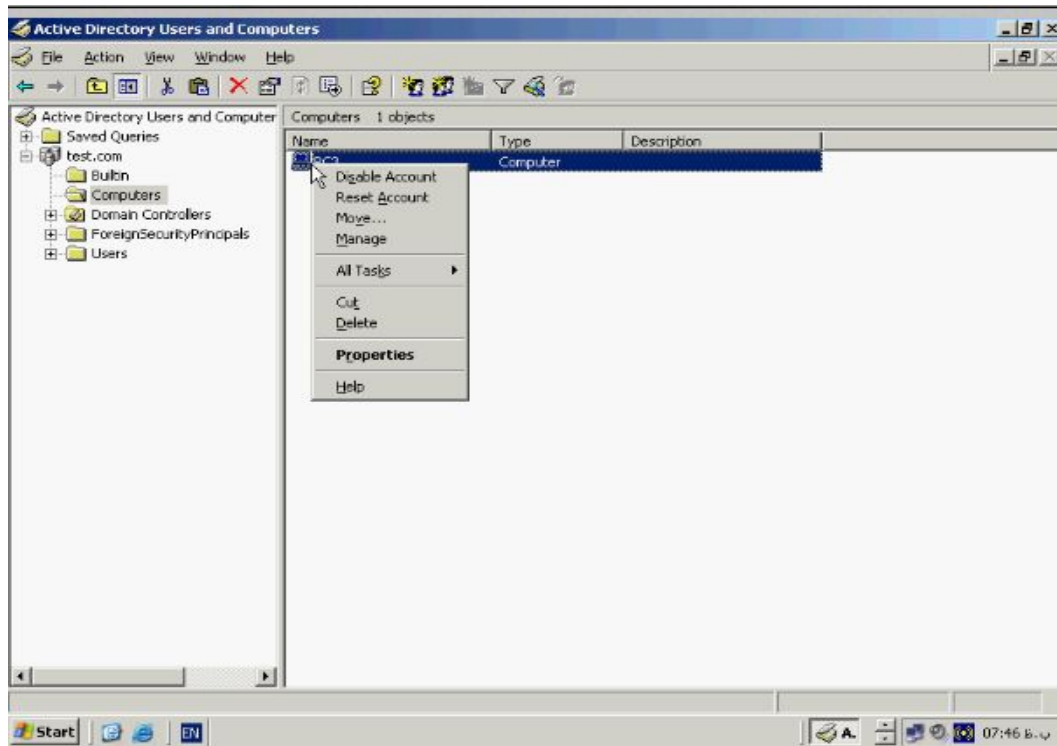 Active Directory Users and Computers
File Action View Window Help
Active Directory Users and Computer
Computers 1 objects
Saved Queries
Name Type Description
test.com
Computer
Builtin
Computers
Domain Controllers
ForeignSecurityPrincipals
Users
Disable Account
Reset Account
Move...
Manage
All Tasks
Cut
Delete
Properties
Help
Start EN A. 07:46 ب.ظ